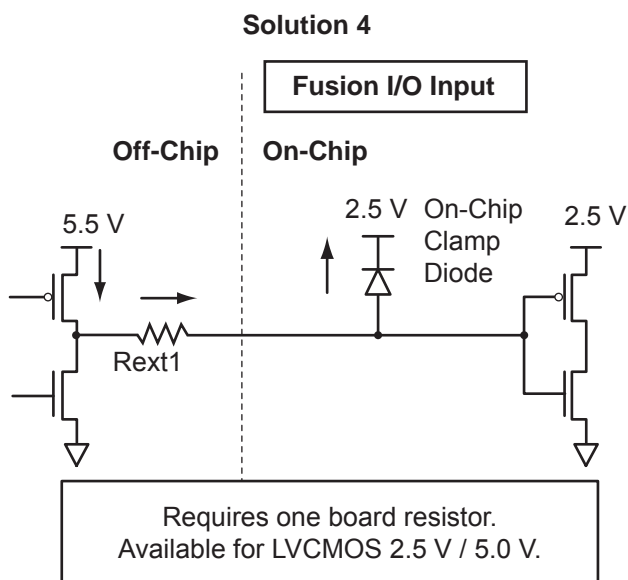 Solution 4
Fusion I/O Input
Off-Chip
On-Chip
5.5 V
2.5 V
On-Chip
Clamp
Diode
2.5 V
Rext1
Requires one board resistor.
Available for LVCMOS 2.5 V / 5.0 V.